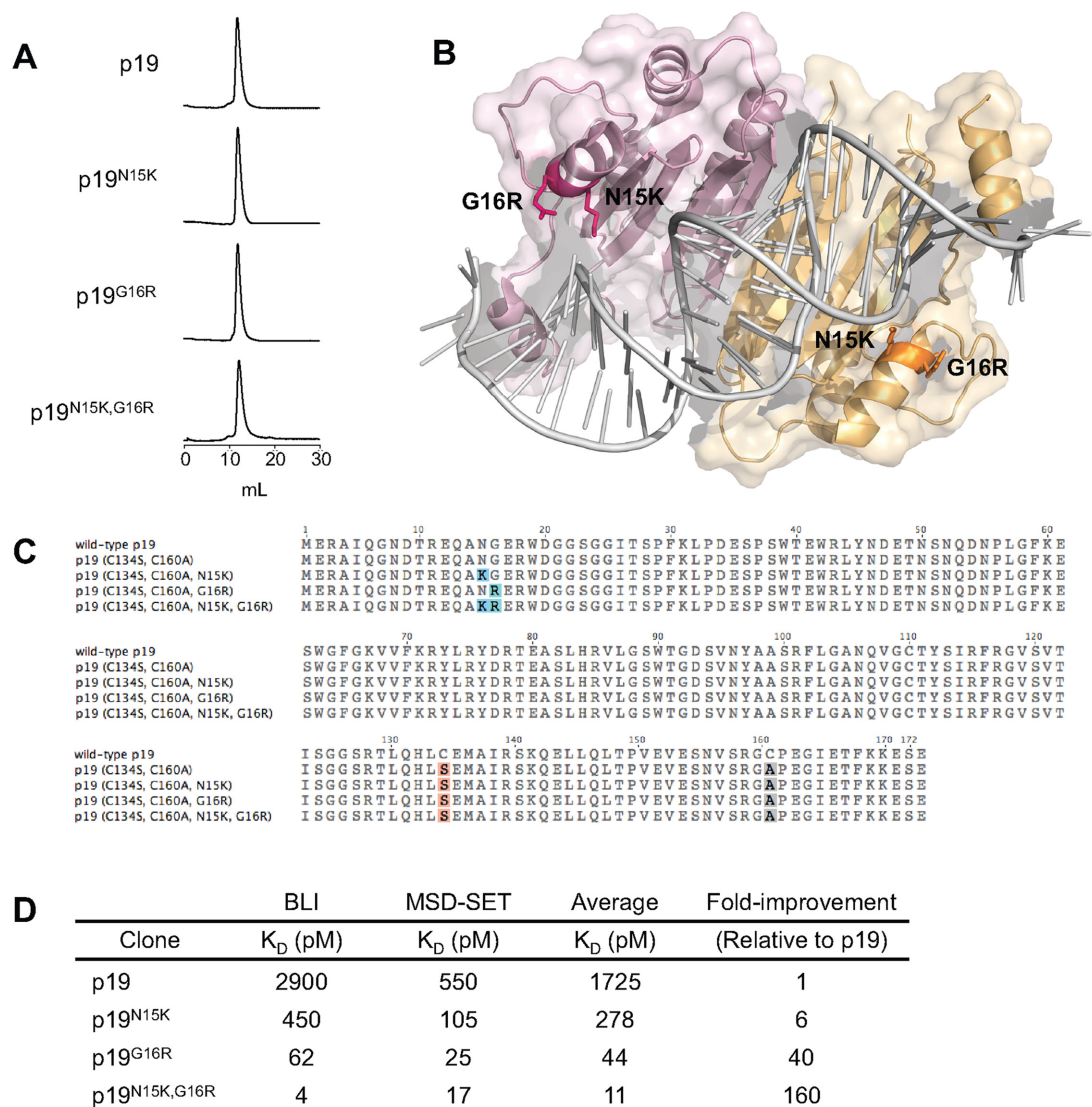 A
p19
p19N15K
p19G16R
p19N15K,G16R
0 10 20 30
mL
B
G16R
N15K
N15K
G16R
C
1 10 20 30 40 50 60
wild-type p19 MERAIQGNDTREQANGERWDGGSGGITSPFKLPDESPSWTEWRLYNDETNSNQDNPLGFKE
p19 (C134S, C160A) MERAIQGNDTREQANGERWDGGSGGITSPFKLPDESPSWTEWRLYNDETNSNQDNPLGFKE
p19 (C134S, C160A, N15K) MERAIQGNDTREQAKGERWDGGSGGITSPFKLPDESPSWTEWRLYNDETNSNQDNPLGFKE
p19 (C134S, C160A, G16R) MERAIQGNDTREQANRERWDGGSGGITSPFKLPDESPSWTEWRLYNDETNSNQDNPLGFKE
p19 (C134S, C160A, N15K, G16R) MERAIQGNDTREQAKRERWDGGSGGITSPFKLPDESPSWTEWRLYNDETNSNQDNPLGFKE
70 80 90 100 110 120
wild-type p19 SWGFGKVVFKRYLRYDRTEASLHRVLGSWTGDSVNYAASRFLGANQVGCTYSIRFRGVSVT
p19 (C134S, C160A) SWGFGKVVFKRYLRYDRTEASLHRVLGSWTGDSVNYAASRFLGANQVGCTYSIRFRGVSVT
p19 (C134S, C160A, N15K) SWGFGKVVFKRYLRYDRTEASLHRVLGSWTGDSVNYAASRFLGANQVGCTYSIRFRGVSVT
p19 (C134S, C160A, G16R) SWGFGKVVFKRYLRYDRTEASLHRVLGSWTGDSVNYAASRFLGANQVGCTYSIRFRGVSVT
p19 (C134S, C160A, N15K, G16R) SWGFGKVVFKRYLRYDRTEASLHRVLGSWTGDSVNYAASRFLGANQVGCTYSIRFRGVSVT
130 140 150 160 170 172
wild-type p19 ISGGSRTLQHLCEMAIRSKQELLQLTPVEVESNVSRGCPEGIETFKKESE
p19 (C134S, C160A) ISGGSRTLQHLSEMAIRSKQELLQLTPVEVESNVSRGAPEGIETFKKESE
p19 (C134S, C160A, N15K) ISGGSRTLQHLSEMAIRSKQELLQLTPVEVESNVSRGAPEGIETFKKESE
p19 (C134S, C160A, G16R) ISGGSRTLQHLSEMAIRSKQELLQLTPVEVESNVSRGAPEGIETFKKESE
p19 (C134S, C160A, N15K, G16R) ISGGSRTLQHLSEMAIRSKQELLQLTPVEVESNVSRGAPEGIETFKKESE
D
BLI MSD-SET Average Fold-improvement
Clone KD (pM) KD (pM) KD (pM) (Relative to p19)
p19 2900 550 1725 1
p19N15K 450 105 278 6
p19G16R 62 25 44 40
p19N15K,G16R 4 17 11 160